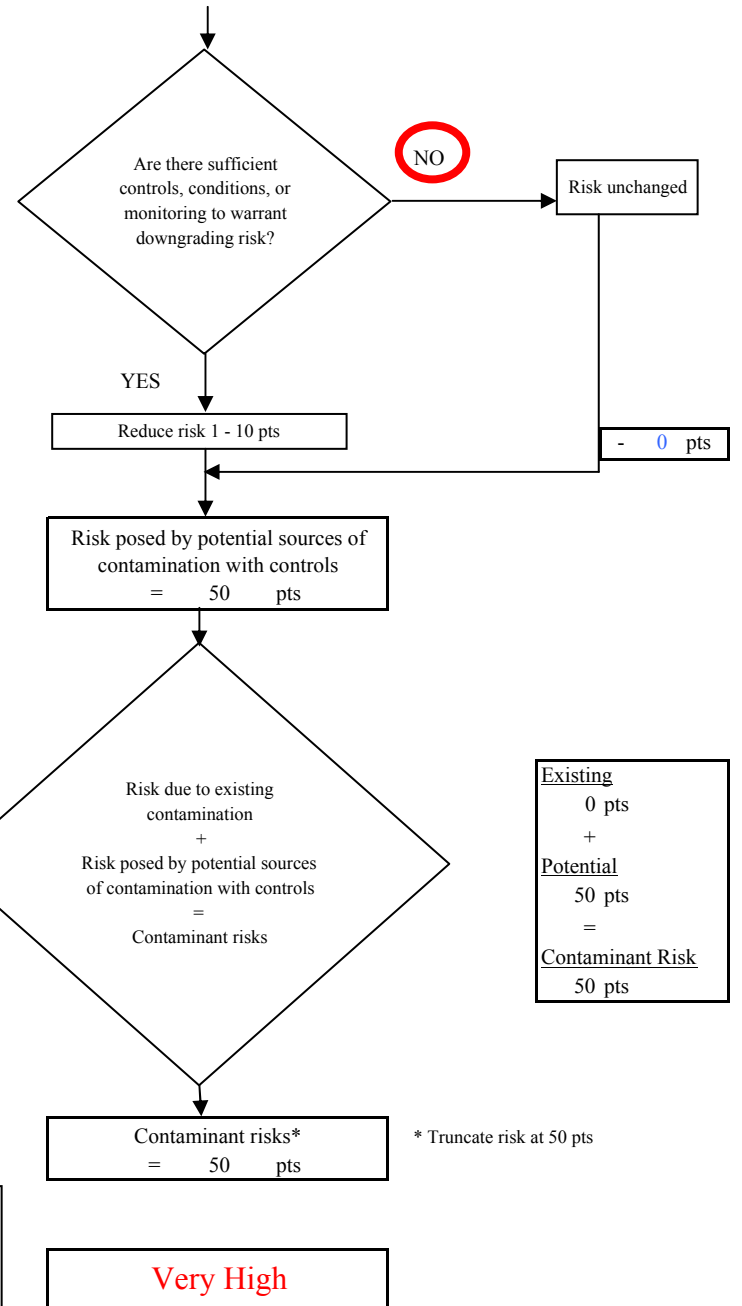 Are there sufficient
controls, conditions, or
monitoring to warrant
downgrading risk?
NO
Risk unchanged
YES
Reduce risk 1 - 10 pts
- 0 pts
Risk posed by potential sources of
contamination with controls
= 50 pts
Risk due to existing
contamination
+
Risk posed by potential sources
of contamination with controls
=
Contaminant risks
Existing
0 pts
+
Potential
50 pts
=
Contaminant Risk
50 pts
Contaminant risks*
= 50 pts
* Truncate risk at 50 pts
Very High